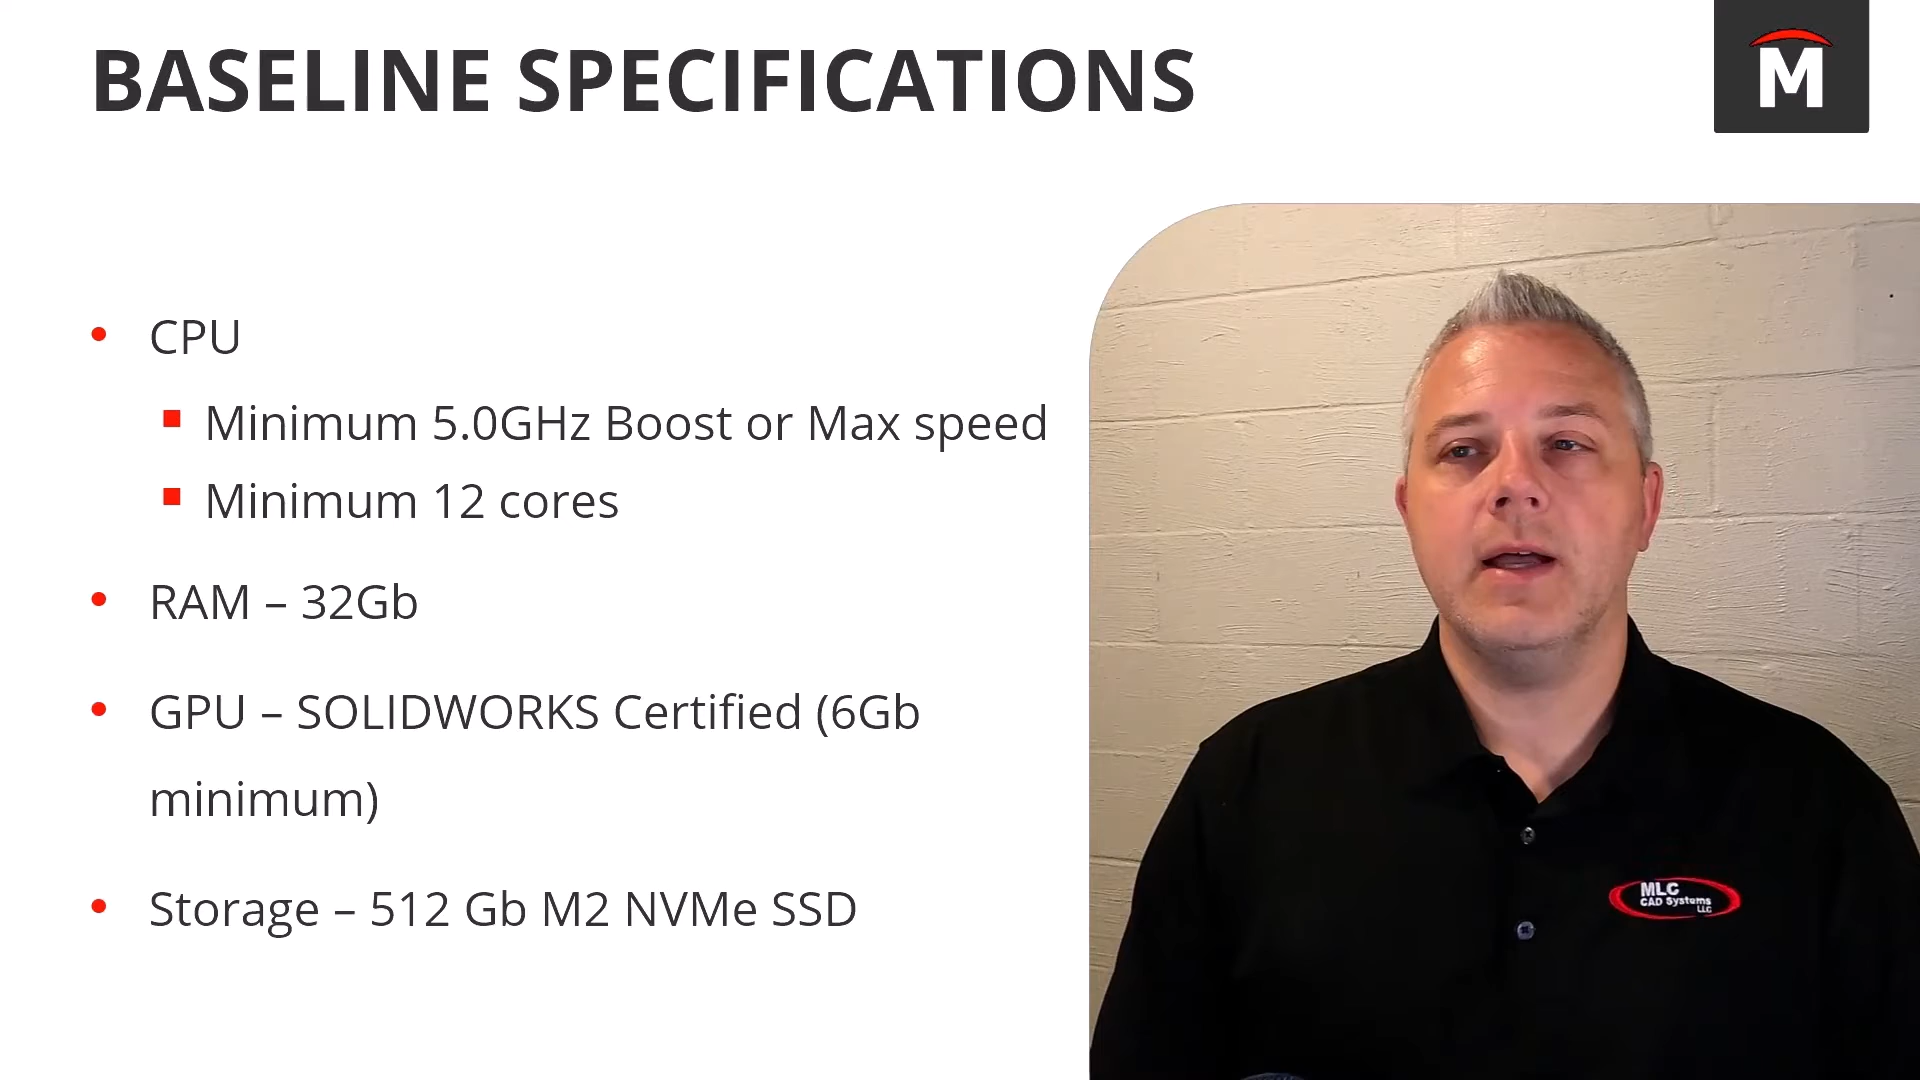 BASELINE SPECIFICATIONS
M
• CPU
▪ Minimum 5.0GHz Boost or Max speed
▪ Minimum 12 cores
• RAM – 32Gb
• GPU – SOLIDWORKS Certified (6Gb
minimum)
• Storage – 512 Gb M2 NVMe SSD
MLC
CAD Systems
LLC